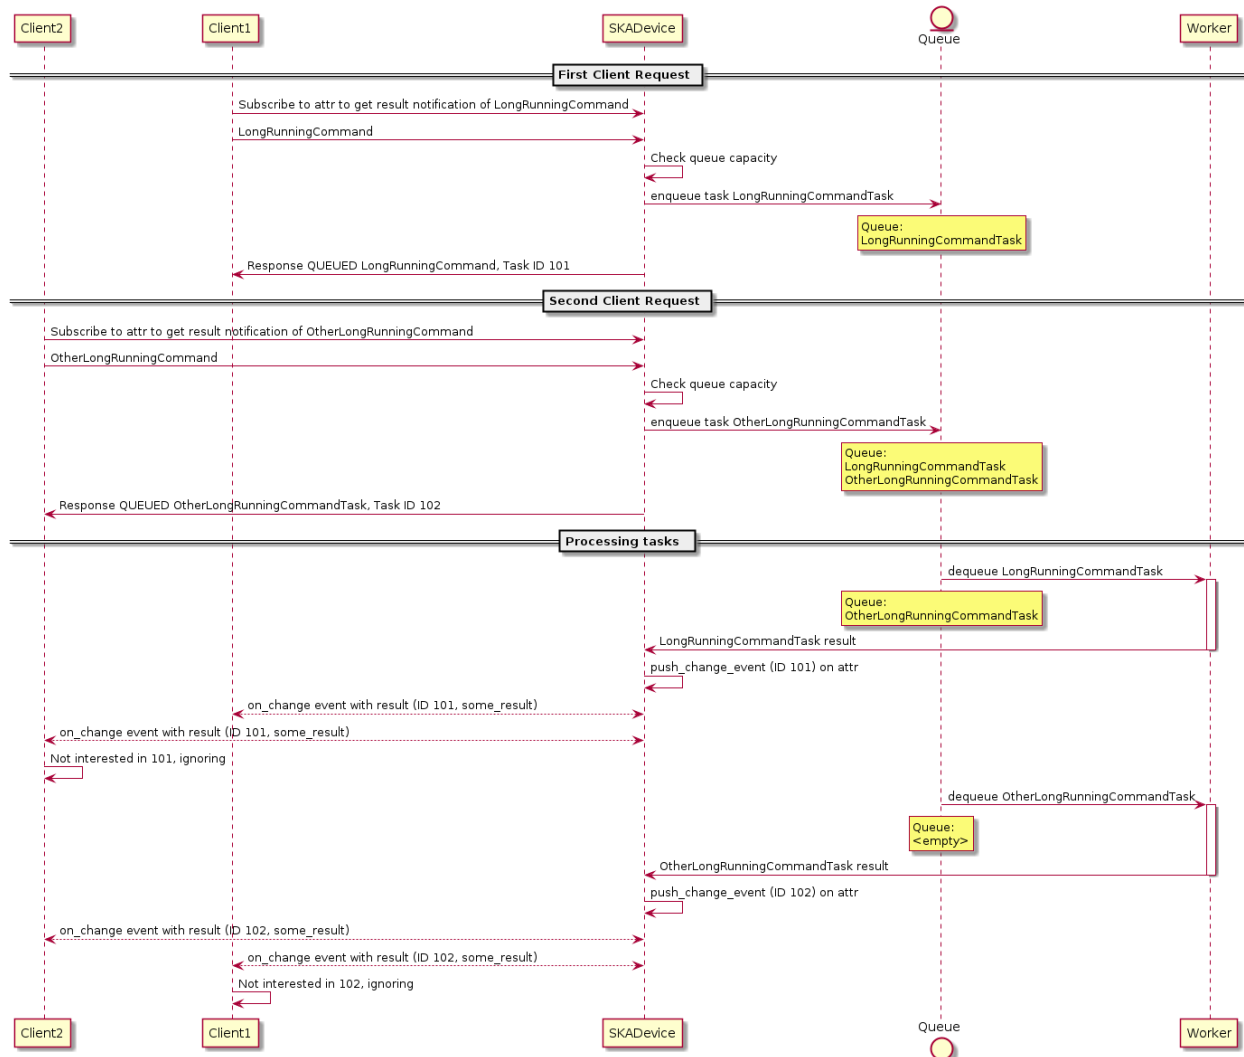 Client2
Client1
SKADevice
Queue
Worker
First Client Request
Subscribe to attr to get result notification of LongRunningCommand
LongRunningCommand
Check queue capacity
enqueue task LongRunningCommandTask
Queue:
LongRunningCommandTask
Response QUEUED LongRunningCommand, Task ID 101
Second Client Request
Subscribe to attr to get result notification of OtherLongRunningCommand
OtherLongRunningCommand
Check queue capacity
enqueue task OtherLongRunningCommandTask
Queue:
LongRunningCommandTask
OtherLongRunningCommandTask
Response QUEUED OtherLongRunningCommandTask, Task ID 102
Processing tasks
dequeue LongRunningCommandTask
Queue:
OtherLongRunningCommandTask
LongRunningCommandTask result
push_change_event (ID 101) on attr
on_change event with result (ID 101, some_result)
on_change event with result (ID 101, some_result)
Not interested in 101, ignoring
dequeue OtherLongRunningCommandTask
Queue:
<empty>
OtherLongRunningCommandTask result
push_change_event (ID 102) on attr
on_change event with result (ID 102, some_result)
on_change event with result (ID 102, some_result)
Not interested in 102, ignoring
Client2
Client1
SKADevice
Queue
Worker